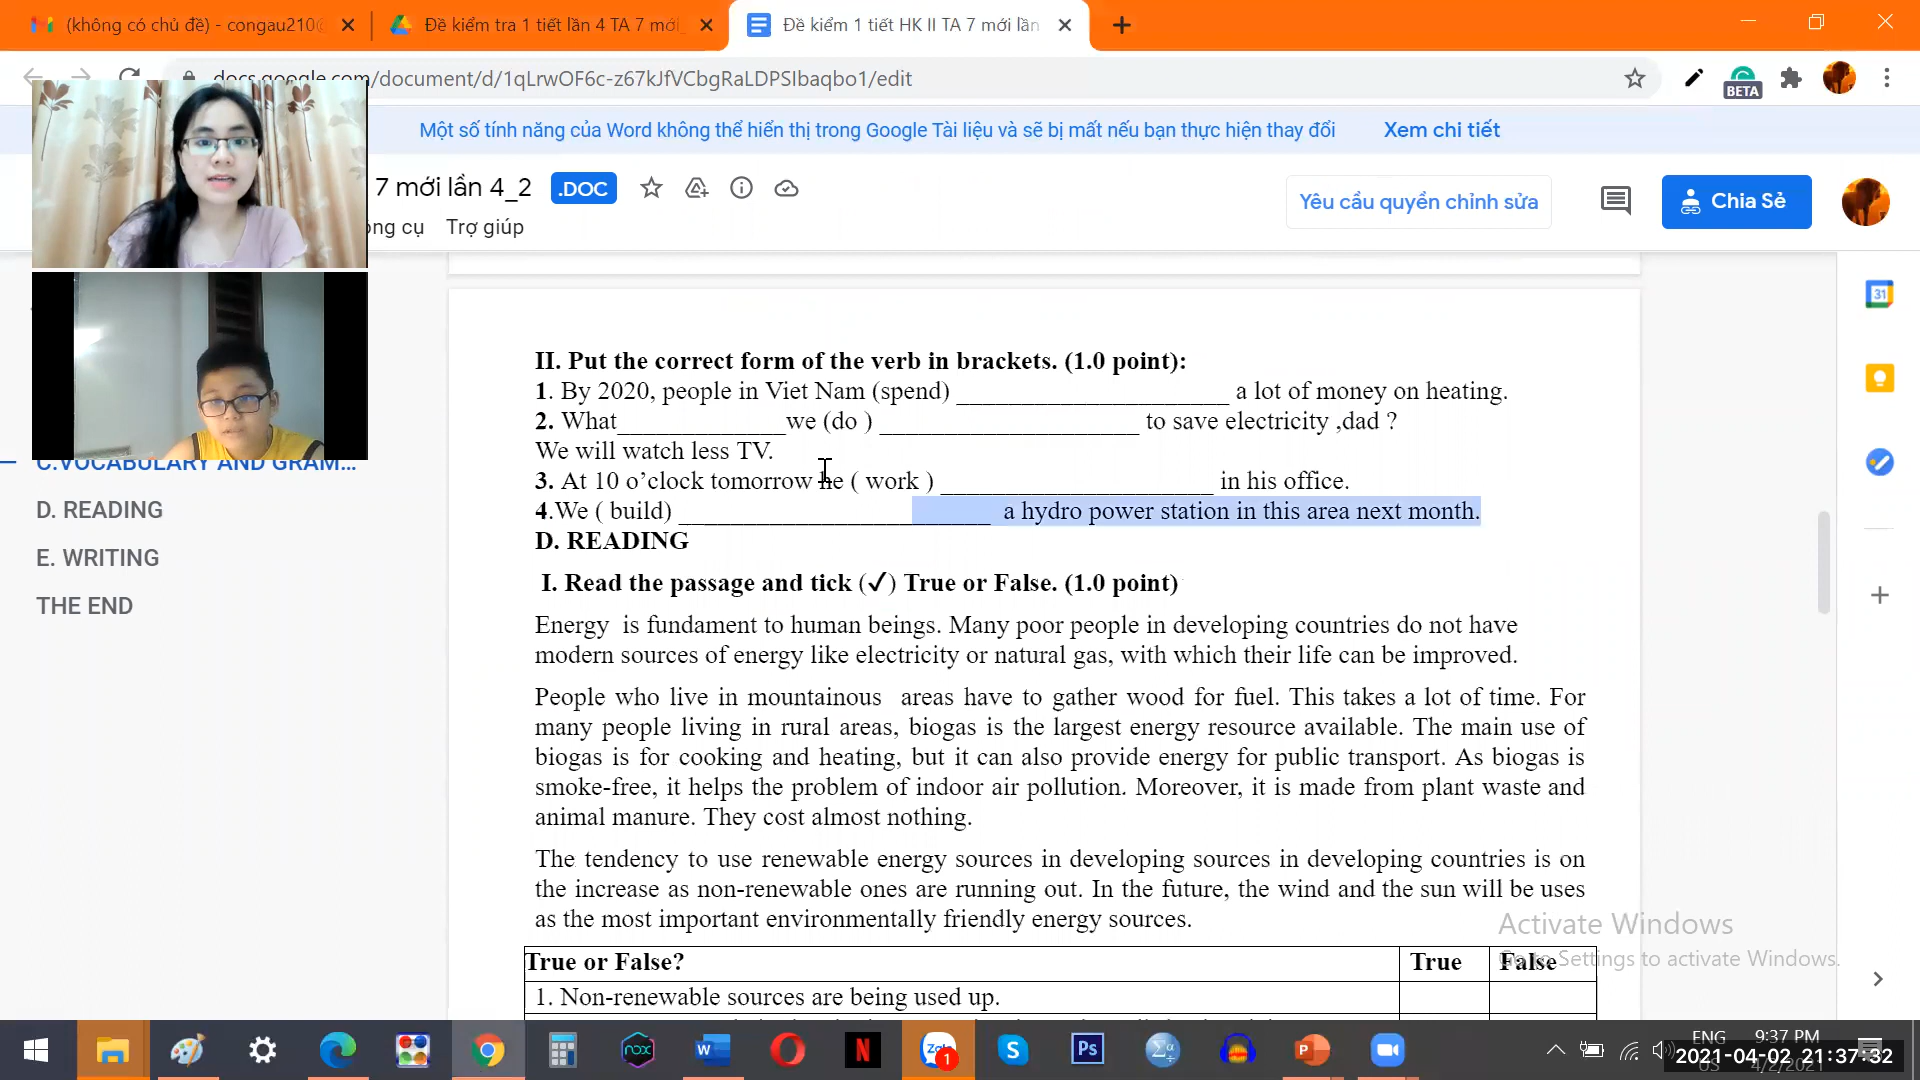 (không có chủ đề) - congau210@
Đề kiểm tra 1 tiết lần 4 TA 7 mới
Đề kiểm 1 tiết HK II TA 7 mới lần
docs.google.com/document/d/1qLrwOF6c-z67kJfVCbgRaLDPSIbaqbo1/edit
BETA
Một số tính năng của Word không thể hiển thị trong Google Tài liệu và sẽ bị mất nếu bạn thực hiện thay đổi Xem chi tiết
7 mới lần 4_2 .DOC
Yêu cầu quyền chỉnh sửa
Chia Sẻ
ông cụ Trợ giúp
31
C.VOCABULARY AND GRAM...
D. READING
E. WRITING
THE END
II. Put the correct form of the verb in brackets. (1.0 point):
1. By 2020, people in Viet Nam (spend) _____________________ a lot of money on heating.
2. What_____________we (do ) ____________________ to save electricity ,dad ?
We will watch less TV.
3. At 10 o’clock tomorrow he ( work ) _____________________ in his office.
4.We ( build) ________________________ a hydro power station in this area next month.
D. READING
I. Read the passage and tick (✓) True or False. (1.0 point)
Energy is fundament to human beings. Many poor people in developing countries do not have
modern sources of energy like electricity or natural gas, with which their life can be improved.
People who live in mountainous areas have to gather wood for fuel. This takes a lot of time. For
many people living in rural areas, biogas is the largest energy resource available. The main use of
biogas is for cooking and heating, but it can also provide energy for public transport. As biogas is
smoke-free, it helps the problem of indoor air pollution. Moreover, it is made from plant waste and
animal manure. They cost almost nothing.
The tendency to use renewable energy sources in developing sources in developing countries is on
the increase as non-renewable ones are running out. In the future, the wind and the sun will be uses
as the most important environmentally friendly energy sources.
True or False? True False
1. Non-renewable sources are being used up.
Activate Windows
Go to Settings to activate Windows.
nox
W
N
Zalo
1
S
Ps
Σα
P
ENG
US
9:37 PM
4/2/2021
2021-04-02 21:37:32